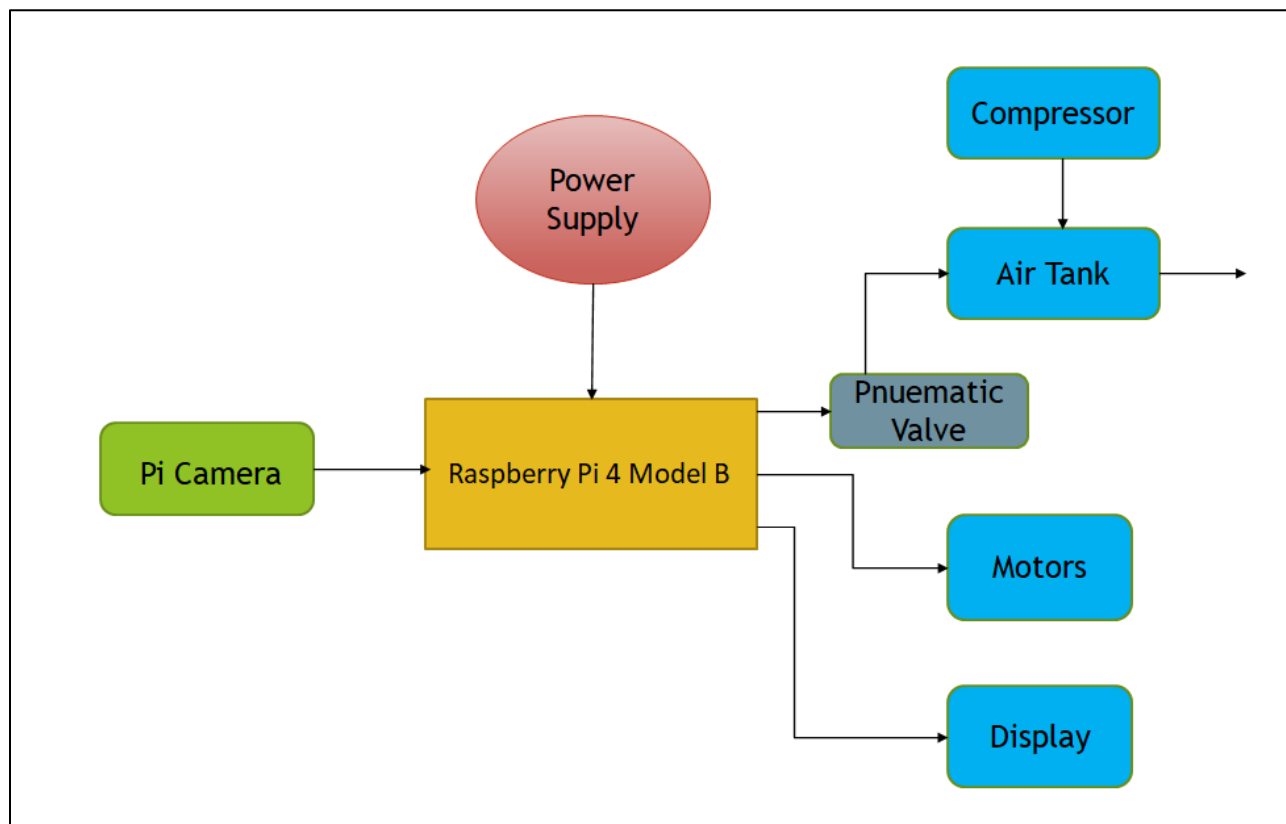 Compressor
Power
Supply
Air Tank
Pnuematic
Valve
Pi Camera
Raspberry Pi 4 Model B
Motors
Display